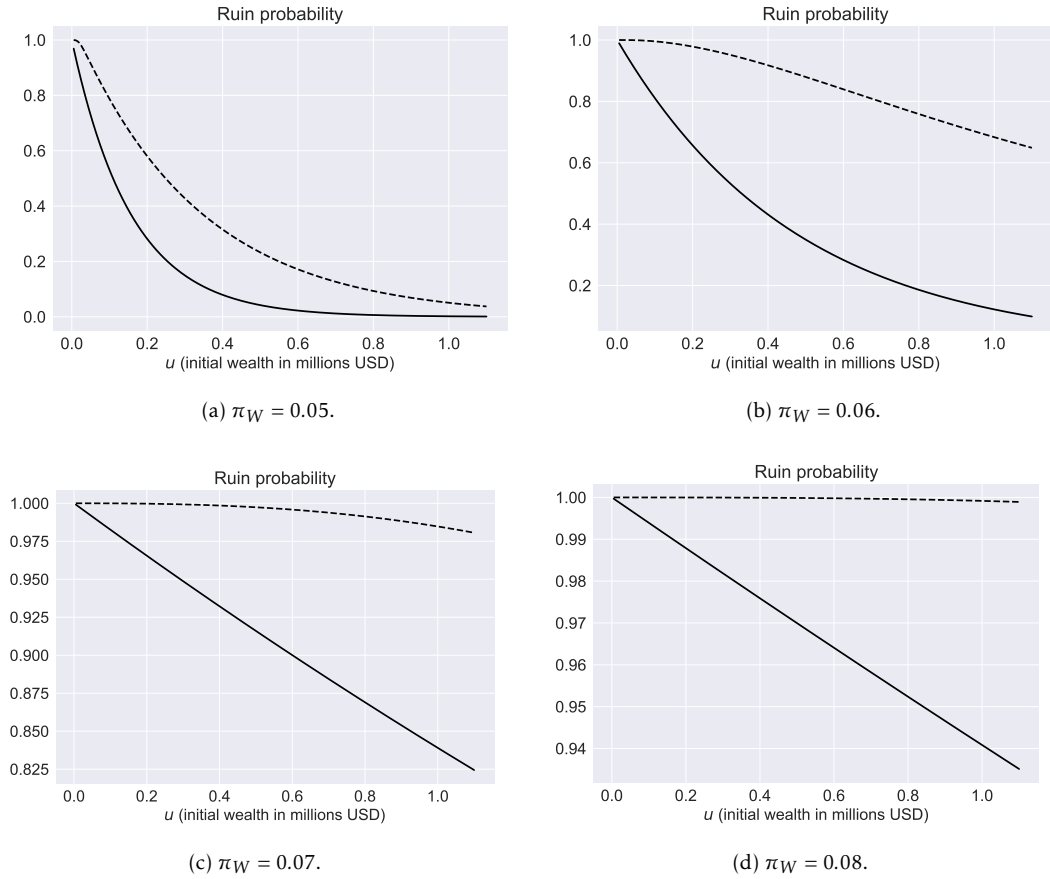 Ruin probability
1.0
0.8
0.6
0.4
0.2
0.0
0.0 0.2 0.4 0.6 0.8 1.0
u (initial wealth in millions USD)
(a) π_W = 0.05.
Ruin probability
1.0
0.8
0.6
0.4
0.2
0.0 0.2 0.4 0.6 0.8 1.0
u (initial wealth in millions USD)
(b) π_W = 0.06.
Ruin probability
1.000
0.975
0.950
0.925
0.900
0.875
0.850
0.825
0.0 0.2 0.4 0.6 0.8 1.0
u (initial wealth in millions USD)
(c) π_W = 0.07.
Ruin probability
1.00
0.99
0.98
0.97
0.96
0.95
0.94
0.0 0.2 0.4 0.6 0.8 1.0
u (initial wealth in millions USD)
(d) π_W = 0.08.